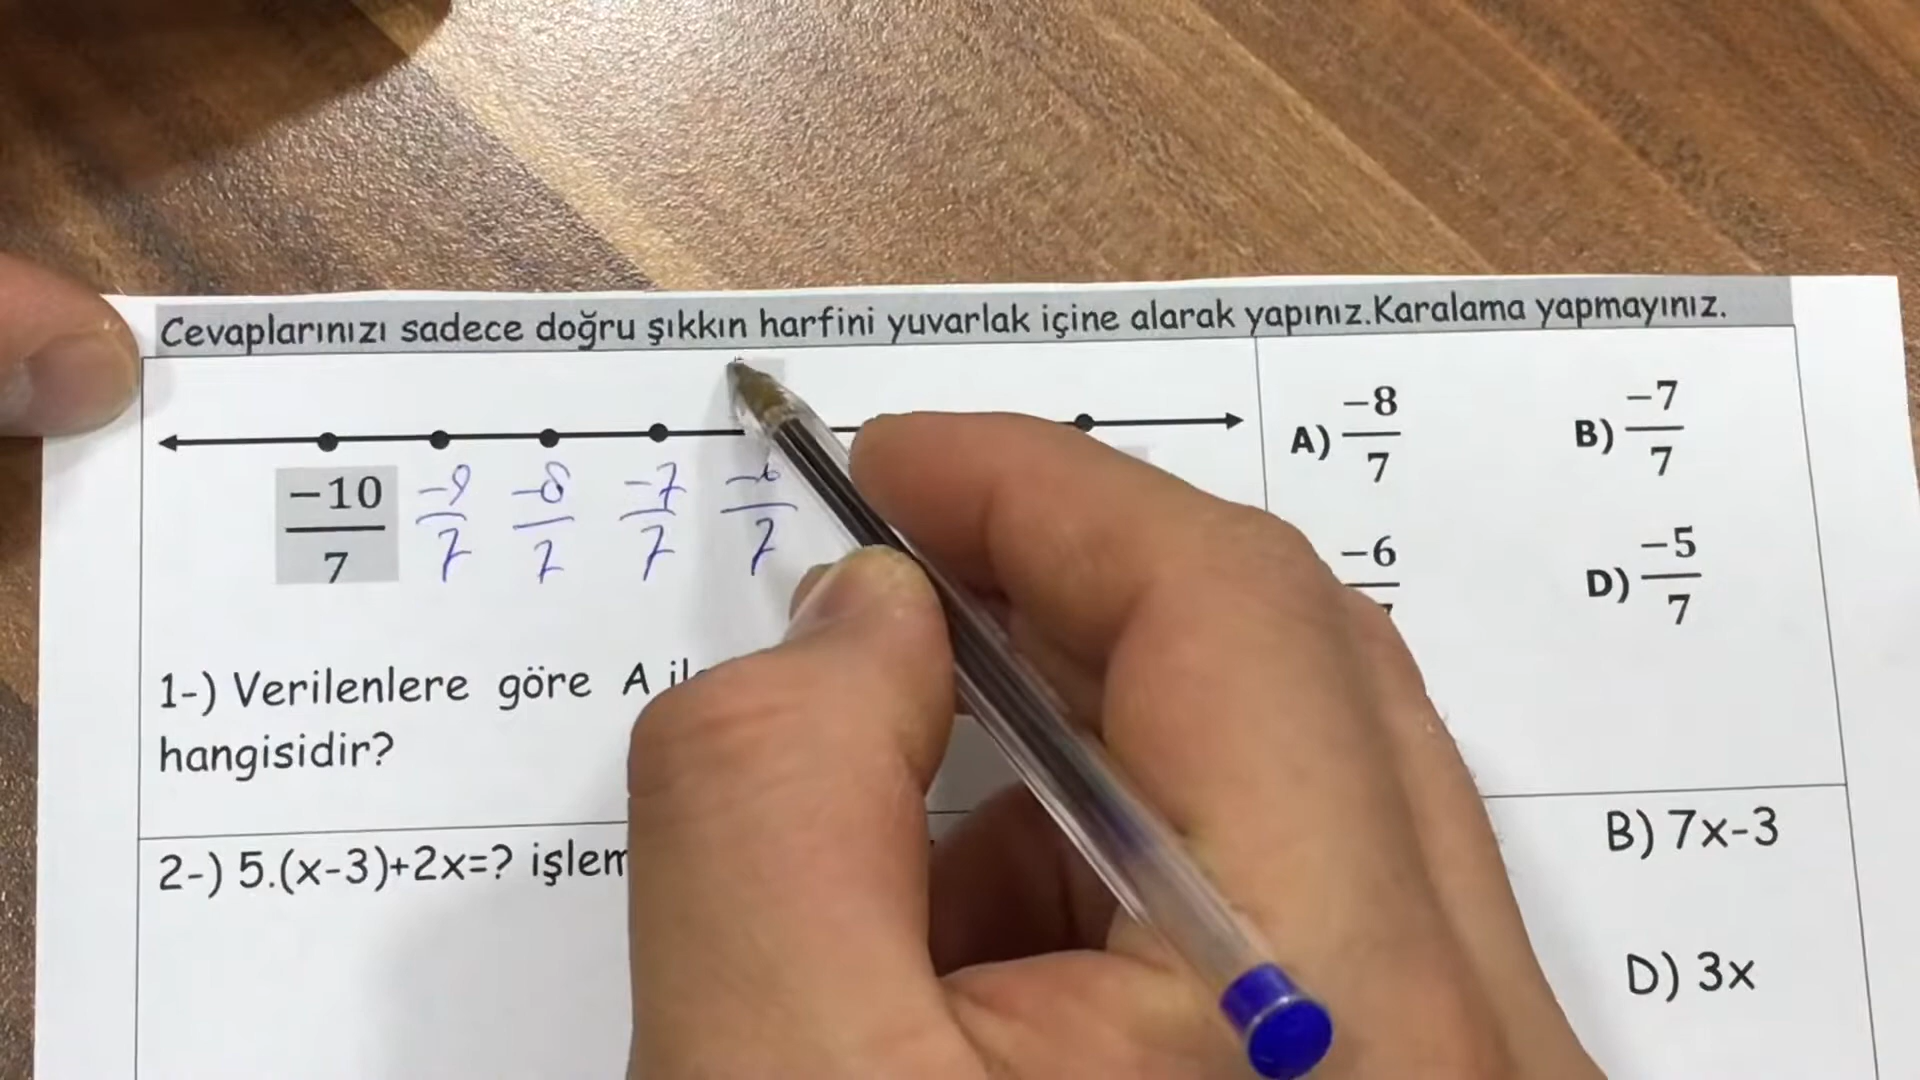 Cevaplarınızı sadece doğru şıkkın harfini yuvarlak içine alarak yapınız.Karalama yapmayınız.
-10/7 -9/7 -8/7 -7/7 -6/7
1-) Verilenlere göre A
hangisidir?
A) -8/7 B) -7/7
-6 D) -5/7
2-) 5.(x-3)+2x=?
B) 7x-3
D) 3x